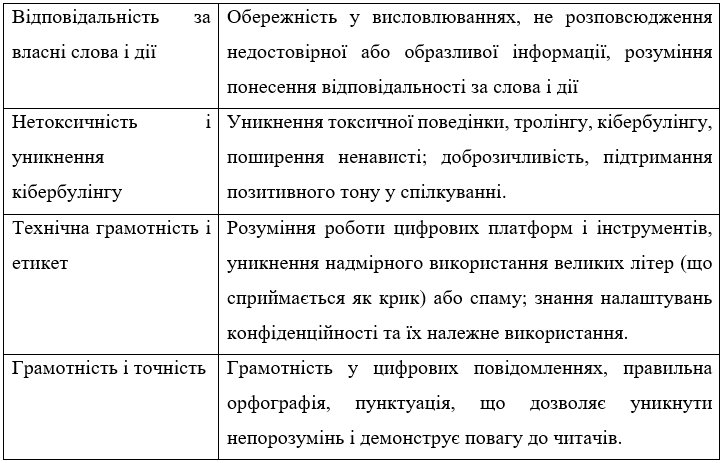 Відповідальність за
власні слова і дії
Обережність у висловлюваннях, не розповсюдження
недостовірної або образливої інформації, розуміння
понесення відповідальності за слова і дії
Нетоксичність і
уникнення
кібербулінгу
Уникнення токсичної поведінки, тролінгу, кібербулінгу,
поширення ненависті; доброзичливість, підтримання
позитивного тону у спілкуванні.
Технічна грамотність і
етикет
Розуміння роботи цифрових платформ і інструментів,
уникнення надмірного використання великих літер (що
сприймається як крик) або спаму; знання налаштувань
конфіденційності та їх належне використання.
Грамотність і точність
Грамотність у цифрових повідомленнях, правильна
орфографія, пунктуація, що дозволяє уникнути
непорозумінь і демонструє повагу до читачів.